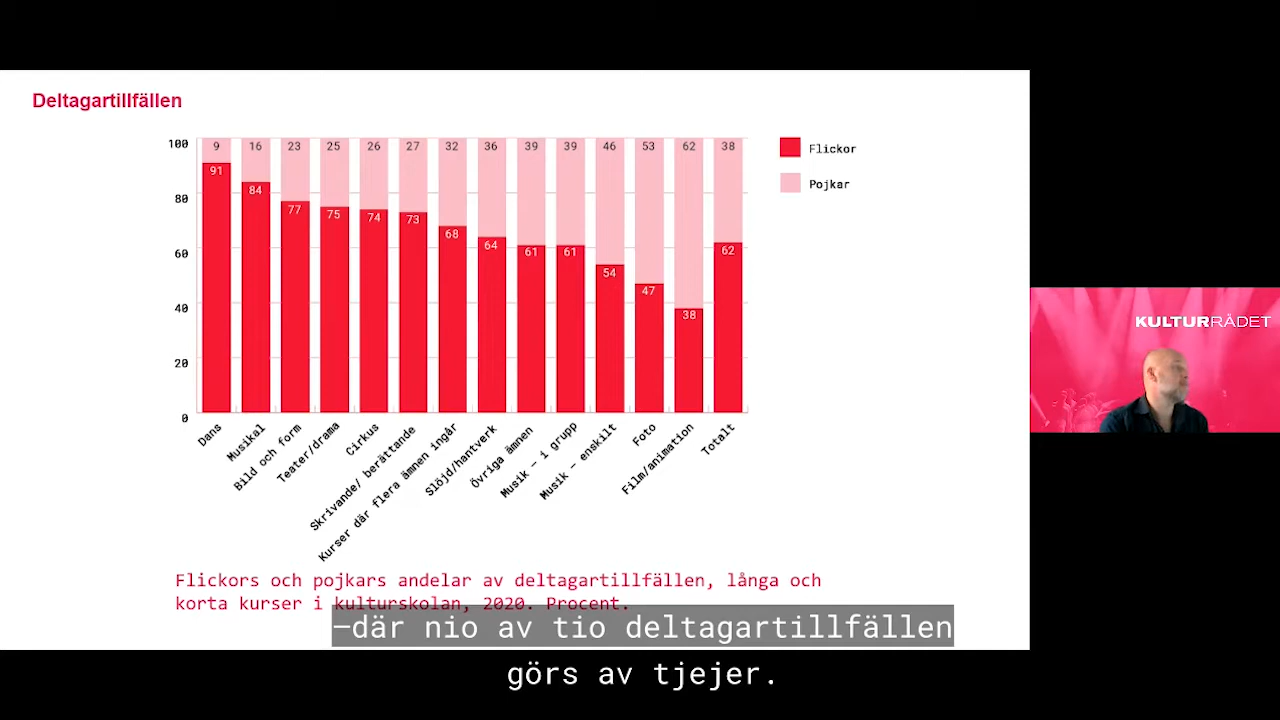 Deltagartillfällen
100
80
60
40
20
0
9 16 23 25 26 27 32 36 39 39 46 53 62 38
91 84 77 75 74 73 68 64 61 61 54 47 38 62
Dans
Musikal
Bild och form
Teater/drama
Cirkus
Skrivande/ berättande
Kurser där flera ämnen ingår
Slöjd/hantverk
Övriga ämnen
Musik - i grupp
Musik - enskilt
Foto
Film/animation
Totalt
Flickor
Pojkar
KULTURRÅDET
Flickors och pojkars andelar av deltagartillfällen, långa och
korta kurser i kulturskolan, 2020. Procent.
–där nio av tio deltagartillfällen
görs av tjejer.